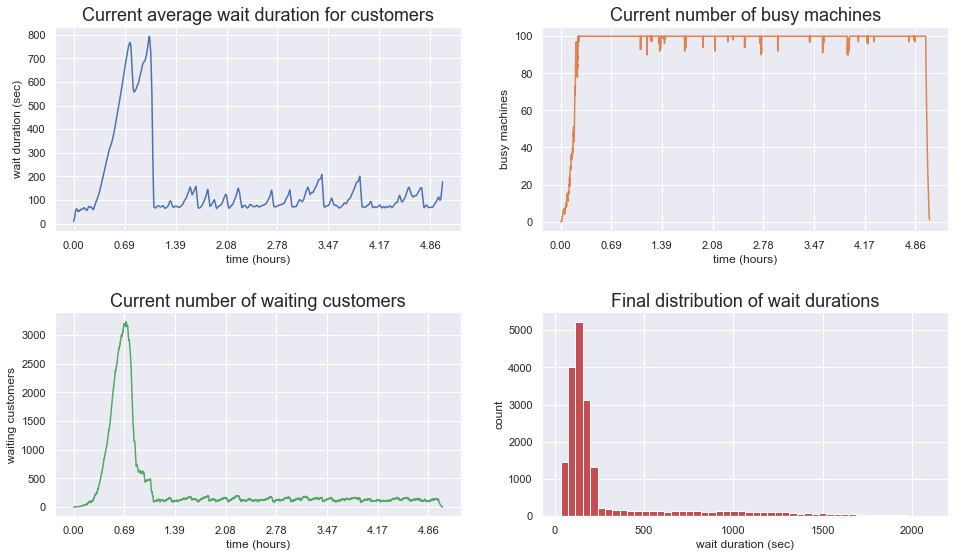 Current average wait duration for customers
wait duration (sec)
800
700
600
500
400
300
200
100
0
0.00 0.69 1.39 2.08 2.78 3.47 4.17 4.86
time (hours)
Current number of busy machines
busy machines
100
80
60
40
20
0
0.00 0.69 1.39 2.08 2.78 3.47 4.17 4.86
time (hours)
Current number of waiting customers
waiting customers
3000
2500
2000
1500
1000
500
0
0.00 0.69 1.39 2.08 2.78 3.47 4.17 4.86
time (hours)
Final distribution of wait durations
count
5000
4000
3000
2000
1000
0
0 500 1000 1500 2000
wait duration (sec)